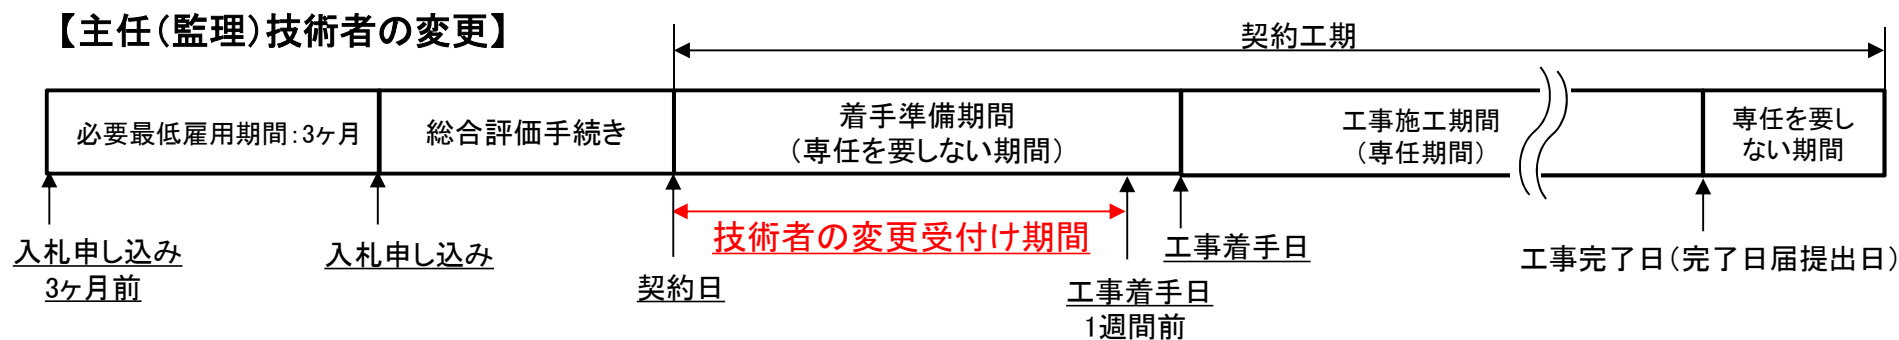 【主任(監理)技術者の変更】
契約工期
必要最低雇用期間:3ヶ月
総合評価手続き
着手準備期間
(専任を要しない期間)
工事施工期間
(専任期間)
専任を要し
ない期間
技術者の変更受付け期間
入札申し込み
3ヶ月前
入札申し込み
契約日
工事着手日
1週間前
工事着手日
工事完了日(完了日届提出日)